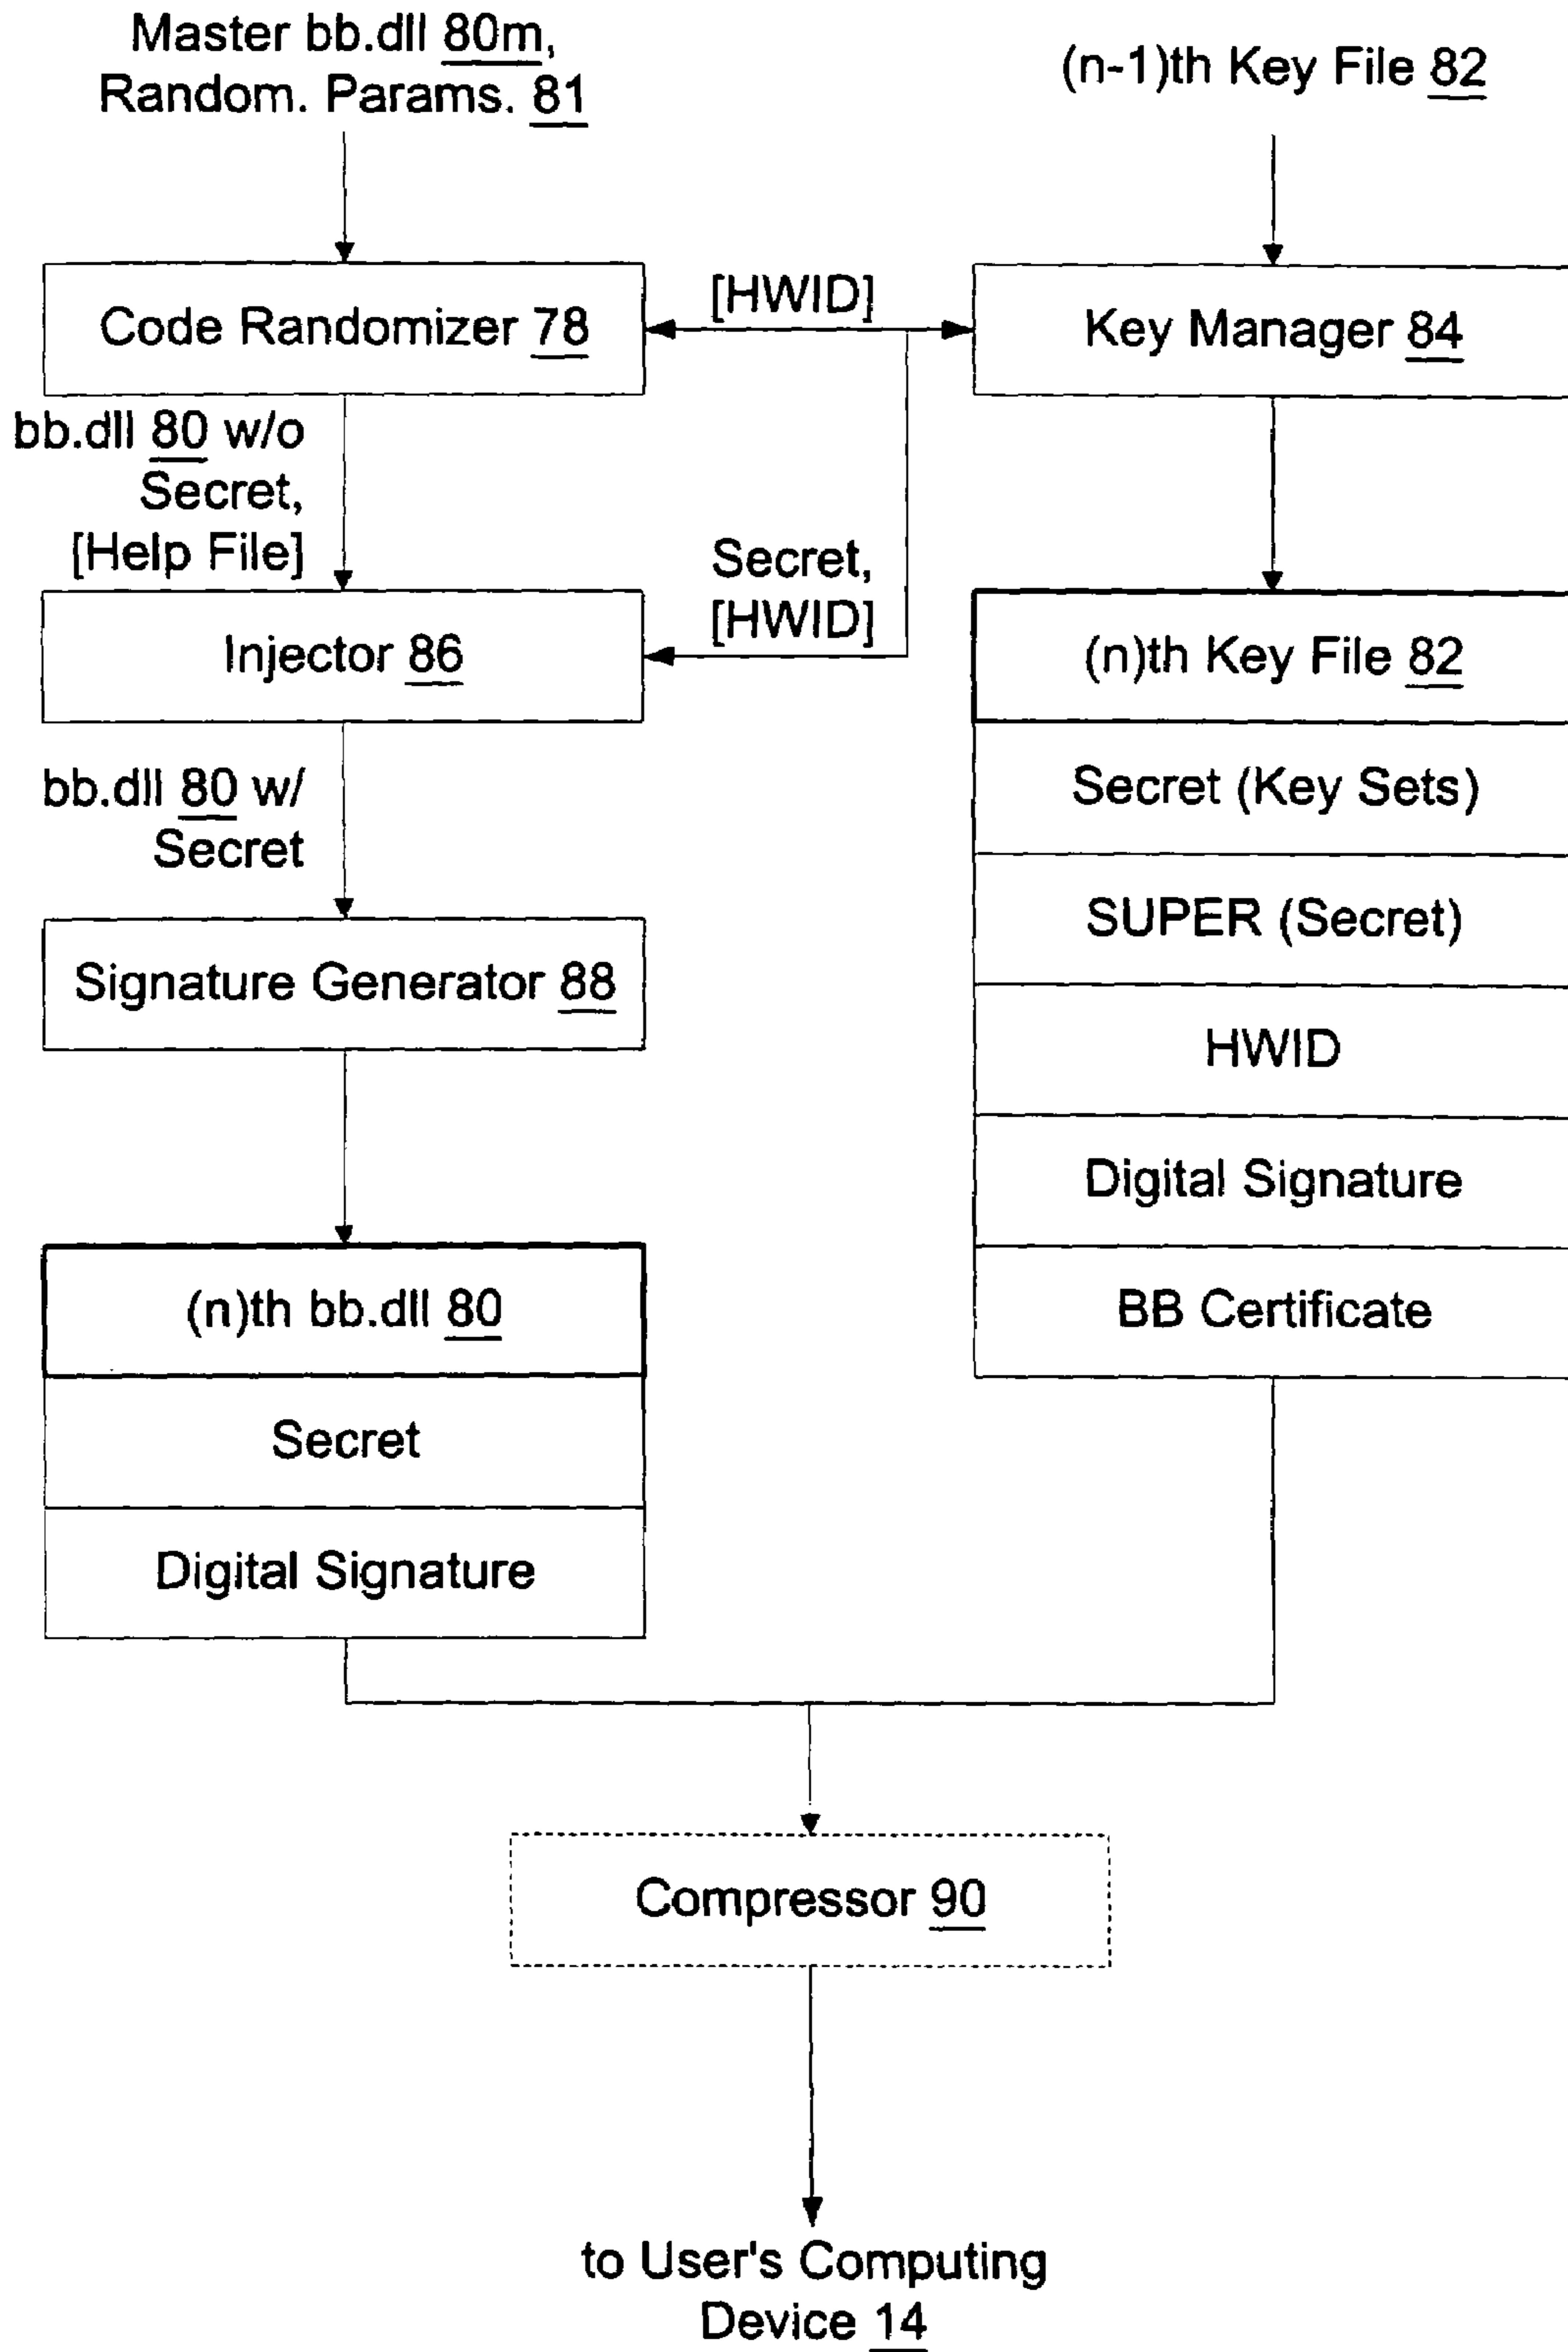 Master bb.dll 80m,
Random. Params. 81
(n-1)th Key File 82
Code Randomizer 78
[HWID]
Key Manager 84
bb.dll 80 w/o
Secret,
[Help File]
Secret,
[HWID]
Injector 86
(n)th Key File 82
bb.dll 80 w/
Secret
Secret (Key Sets)
SUPER (Secret)
Signature Generator 88
HWID
Digital Signature
BB Certificate
(n)th bb.dll 80
Secret
Digital Signature
Compressor 90
to User's Computing
Device 14